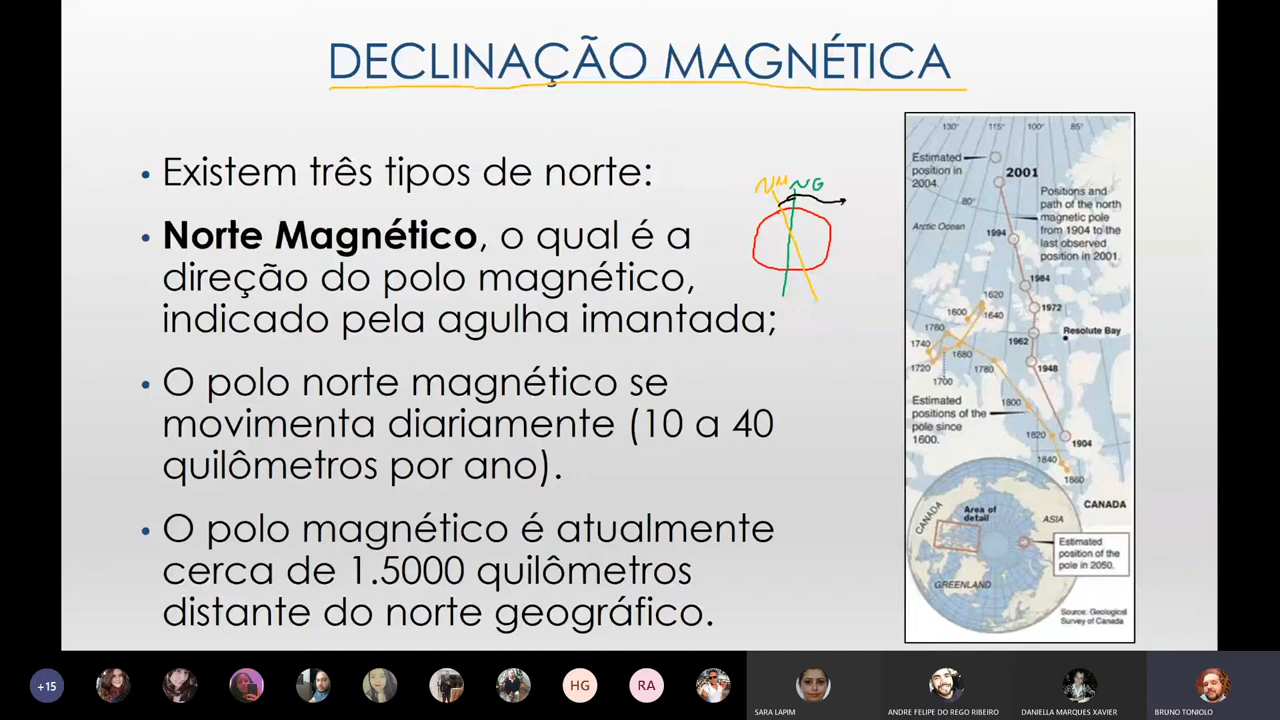 DECLINAÇÃO MAGNÉTICA
• Existem três tipos de norte:
• Norte Magnético, o qual é a
direção do polo magnético,
indicado pela agulha imantada;
• O polo norte magnético se
movimenta diariamente (10 a 40
quilômetros por ano).
• O polo magnético é atualmente
cerca de 1.5000 quilômetros
distante do norte geográfico.
NM NG
130° 115° 100° 85°
Estimated
position in
2004.
2001
80°
Positions and
path of the north
magnetic pole
from 1904 to the
last observed
position in 2001.
Arctic Ocean
1994
1984
1620
1600
1640
1972
1760
Resolute Bay
1740
1962
1680
1720
1780
1948
1700
Estimated
positions of the
pole since
1600.
1800
1820
1904
1840
1860
CANADA
CANADA
Area of
detail
ASIA
Estimated
position of the
pole in 2050.
GREENLAND
Source: Geological
Survey of Canada
+15
HG
RA
SARA LAPIM
ANDRE FELIPE DO REGO RIBEIRO
DANIELLA MARQUES XAVIER
BRUNO TONIOLO